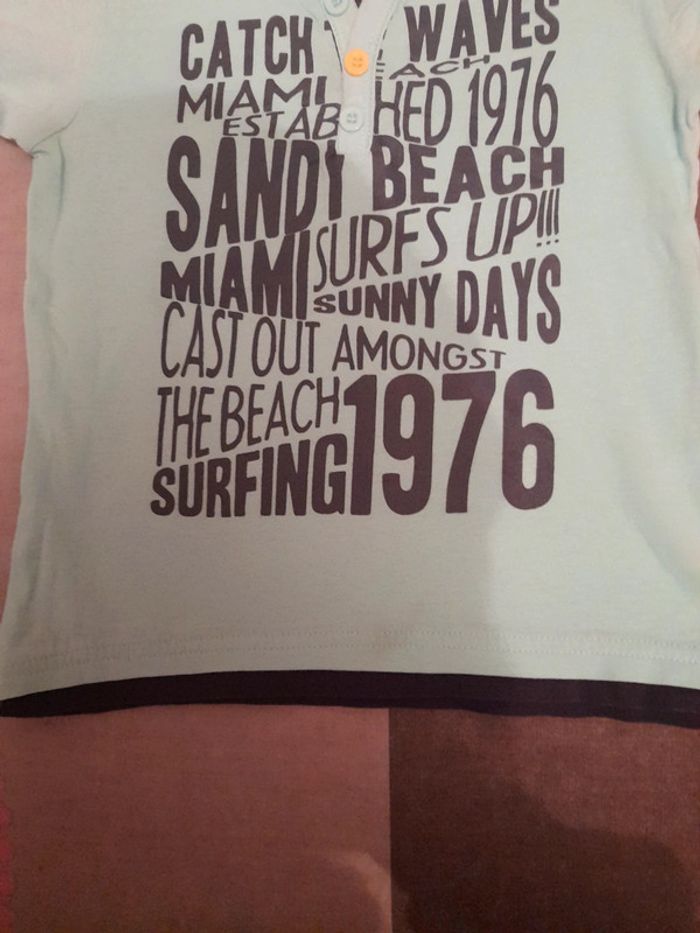 CATCH WAVES
MIAMI EACH
ESTAB HED 1976
SANDY BEACH
MIAMI SURFS UP!!!
SUNNY DAYS
CAST OUT AMONGST
THE BEACH 1976
SURFING